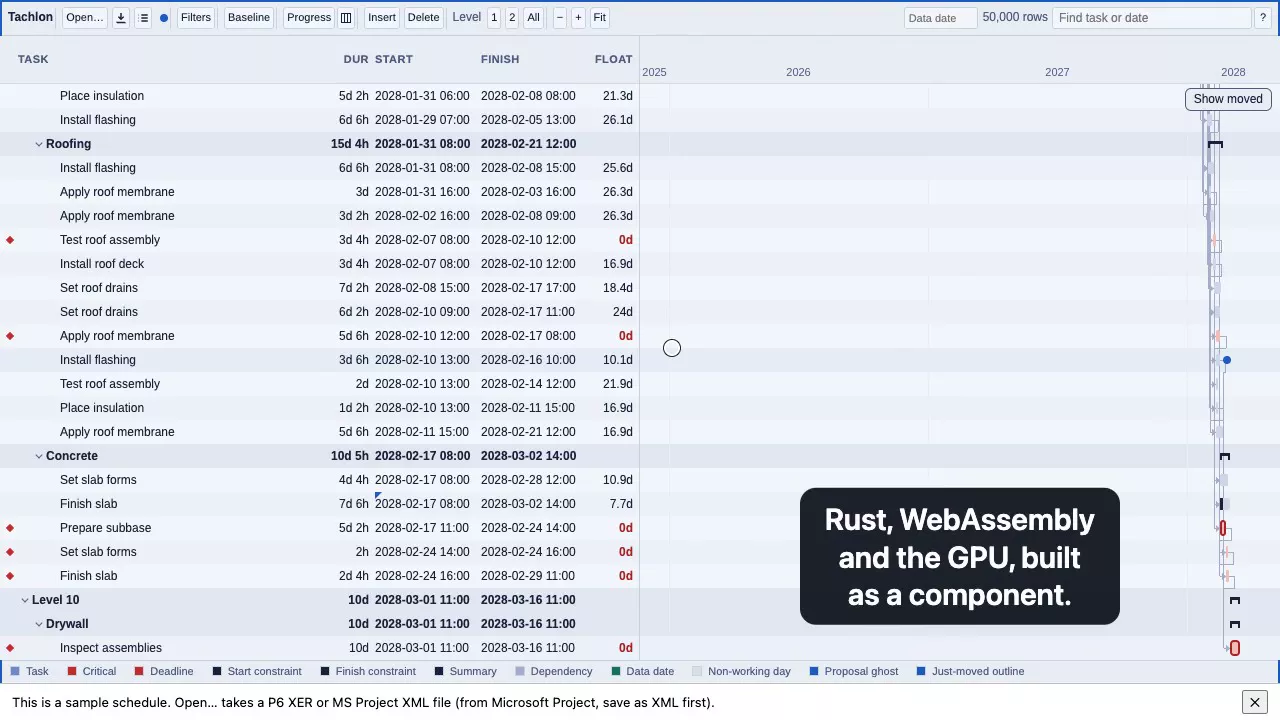 Tachion Open... Filters Baseline Progress Insert Delete Level 1 2 All − + Fit Data date 50,000 rows Find task or date ?
TASK DUR START FINISH FLOAT 2025 2026 2027 2028
Place insulation 5d 2h 2028-01-31 06:00 2028-02-08 08:00 21.3d
Show moved
Install flashing 6d 6h 2028-01-29 07:00 2028-02-05 13:00 26.1d
Roofing 15d 4h 2028-01-31 08:00 2028-02-21 12:00
Install flashing 6d 6h 2028-01-31 08:00 2028-02-08 15:00 25.6d
Apply roof membrane 3d 2028-01-31 16:00 2028-02-03 16:00 26.3d
Apply roof membrane 3d 2h 2028-02-02 16:00 2028-02-08 09:00 26.3d
Test roof assembly 3d 4h 2028-02-07 08:00 2028-02-10 12:00 0d
Install roof deck 3d 4h 2028-02-07 08:00 2028-02-10 12:00 16.9d
Set roof drains 7d 2h 2028-02-08 15:00 2028-02-17 17:00 18.4d
Set roof drains 6d 2h 2028-02-10 09:00 2028-02-17 11:00 24d
Apply roof membrane 5d 6h 2028-02-10 12:00 2028-02-17 08:00 0d
Install flashing 3d 6h 2028-02-10 13:00 2028-02-16 10:00 10.1d
Test roof assembly 2d 2028-02-10 13:00 2028-02-14 12:00 21.9d
Place insulation 1d 2h 2028-02-10 13:00 2028-02-11 15:00 16.9d
Apply roof membrane 5d 6h 2028-02-11 15:00 2028-02-21 12:00 16.9d
Concrete 10d 5h 2028-02-17 08:00 2028-03-02 14:00
Set slab forms 4d 4h 2028-02-17 08:00 2028-02-28 12:00 10.9d
Finish slab 7d 6h 2028-02-17 08:00 2028-03-02 14:00 7.7d
Prepare subbase 5d 2h 2028-02-17 11:00 2028-02-24 14:00 0d
Set slab forms 2h 2028-02-24 14:00 2028-02-24 16:00 0d
Finish slab 2d 4h 2028-02-24 16:00 2028-02-29 11:00 0d
Level 10 10d 2028-03-01 11:00 2028-03-16 11:00
Drywall 10d 2028-03-01 11:00 2028-03-16 11:00
Inspect assemblies 10d 2028-03-01 11:00 2028-03-16 11:00 0d
Rust, WebAssembly
and the GPU, built
as a component.
Task Critical Deadline Start constraint Finish constraint Summary Dependency Data date Non-working day Proposal ghost Just-moved outline
This is a sample schedule. Open... takes a P6 XER or MS Project XML file (from Microsoft Project, save as XML first).